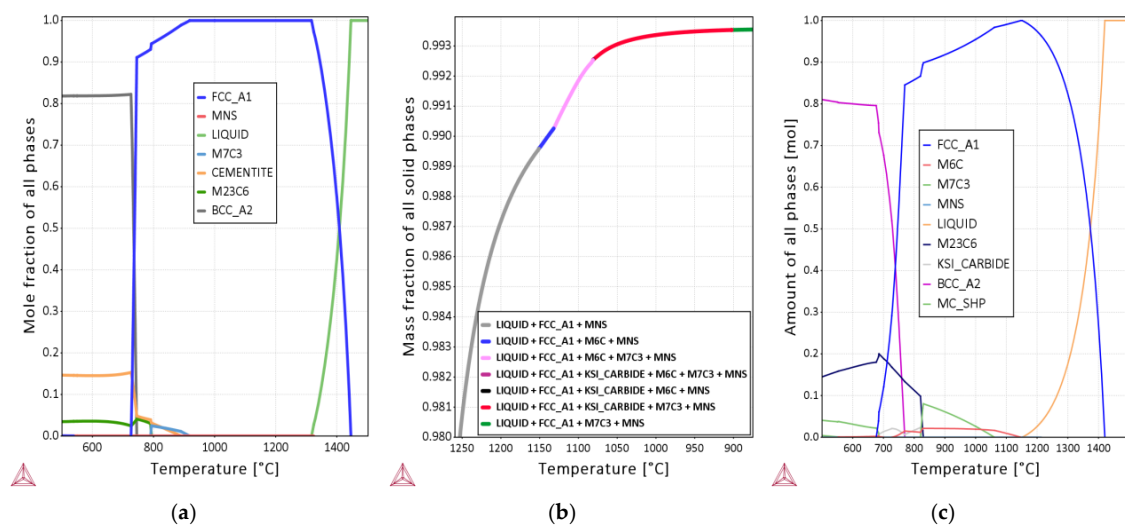 1.0
0.9
0.8
0.7
0.6
0.5
0.4
0.3
0.2
0.1
0.0
Mole fraction of all phases
FCC_A1
MNS
LIQUID
M7C3
CEMENTITE
M23C6
BCC_A2
600 800 1000 1200 1400
Temperature [°C]
(a)
0.993
0.992
0.991
0.990
0.989
0.988
0.987
0.986
0.985
0.984
0.983
0.982
0.981
0.980
Mass fraction of all solid phases
LIQUID + FCC_A1 + MNS
LIQUID + FCC_A1 + M6C + MNS
LIQUID + FCC_A1 + M6C + M7C3 + MNS
LIQUID + FCC_A1 + KSI_CARBIDE + M6C + M7C3 + MNS
LIQUID + FCC_A1 + KSI_CARBIDE + M6C + MNS
LIQUID + FCC_A1 + KSI_CARBIDE + M7C3 + MNS
LIQUID + FCC_A1 + M7C3 + MNS
1250 1200 1150 1100 1050 1000 950 900
Temperature [°C]
(b)
1.0
0.9
0.8
0.7
0.6
0.5
0.4
0.3
0.2
0.1
0.0
Amount of all phases [mol]
FCC_A1
M6C
M7C3
MNS
LIQUID
M23C6
KSI_CARBIDE
BCC_A2
MC_SHP
600 700 800 900 1000 1200 1400
Temperature [°C]
(c)